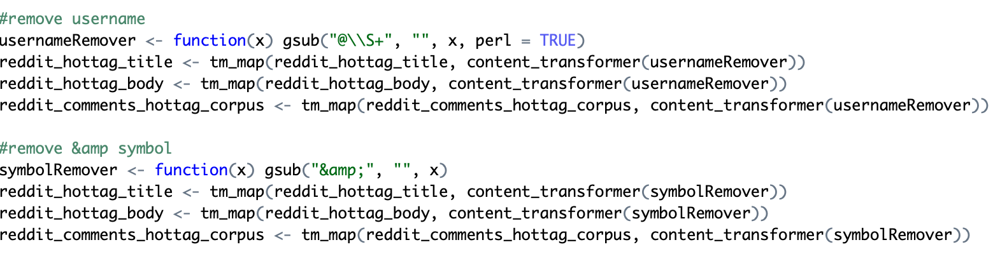 #remove username
usernameRemover <- function(x) gsub("@\\S+", "", x, perl = TRUE)
reddit_hottag_title <- tm_map(reddit_hottag_title, content_transformer(usernameRemover))
reddit_hottag_body <- tm_map(reddit_hottag_body, content_transformer(usernameRemover))
reddit_comments_hottag_corpus <- tm_map(reddit_comments_hottag_corpus, content_transformer(usernameRemover))
#remove &amp symbol
symbolRemover <- function(x) gsub("&amp;", "", x)
reddit_hottag_title <- tm_map(reddit_hottag_title, content_transformer(symbolRemover))
reddit_hottag_body <- tm_map(reddit_hottag_body, content_transformer(symbolRemover))
reddit_comments_hottag_corpus <- tm_map(reddit_comments_hottag_corpus, content_transformer(symbolRemover))